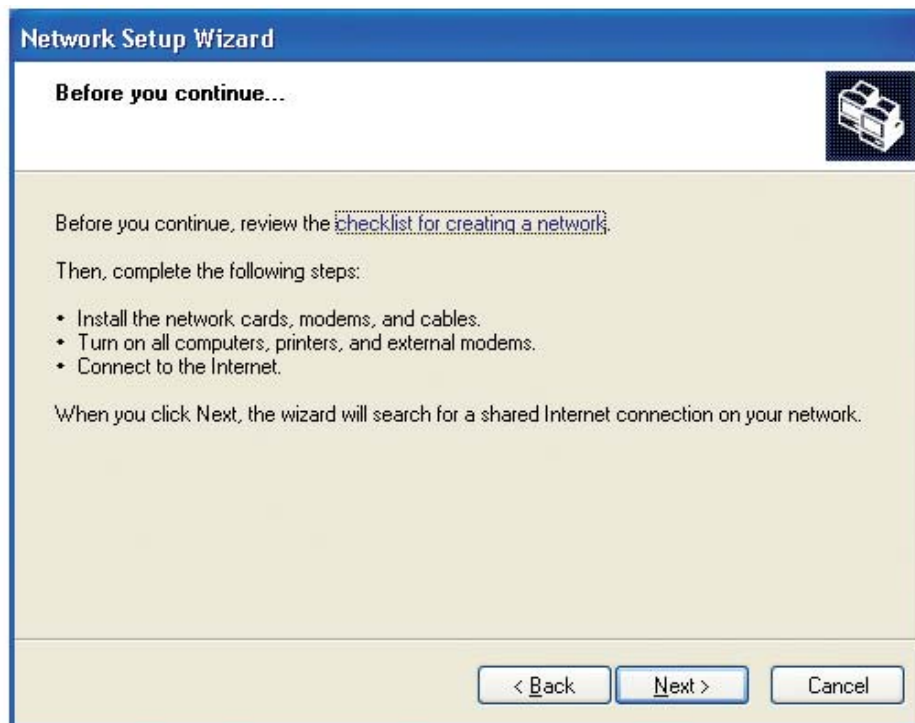 Network Setup Wizard
Before you continue...
Before you continue, review the checklist for creating a network.
Then, complete the following steps:
• Install the network cards, modems, and cables.
• Turn on all computers, printers, and external modems.
• Connect to the Internet.
When you click Next, the wizard will search for a shared Internet connection on your network.
< Back Next > Cancel